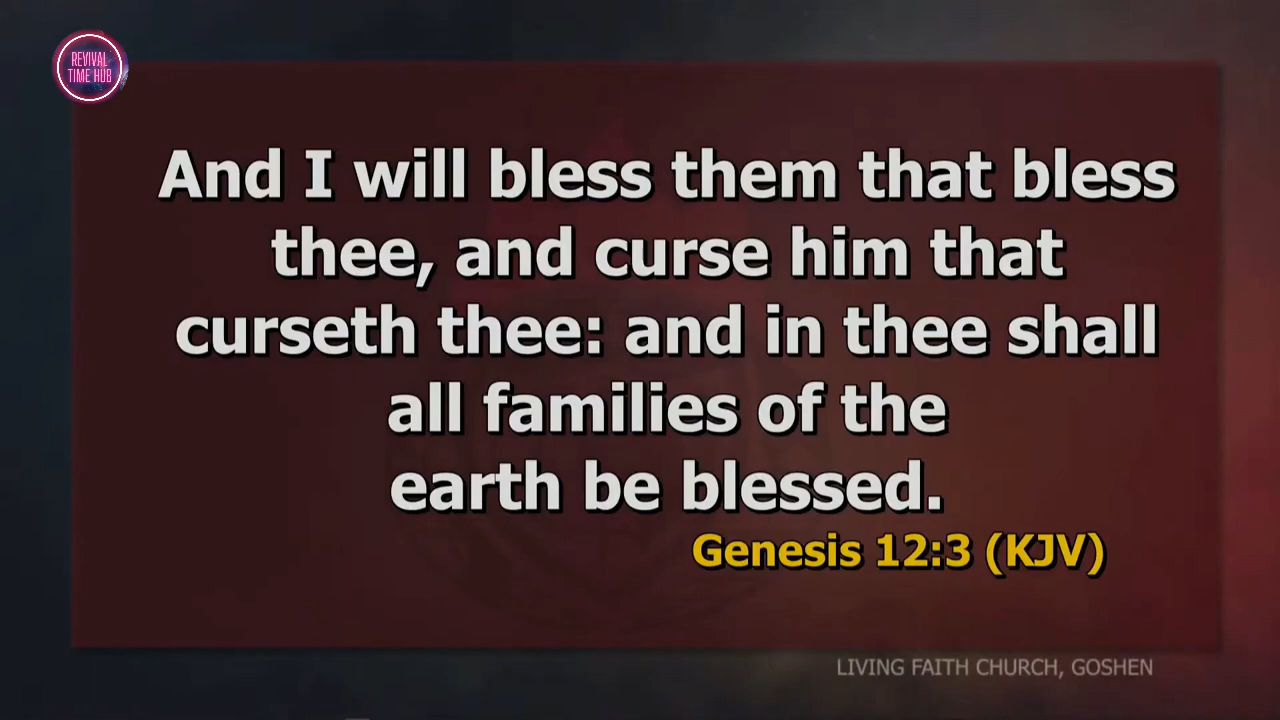 REVIVAL
TIME HUB
And I will bless them that bless
thee, and curse him that
curseth thee: and in thee shall
all families of the
earth be blessed.
Genesis 12:3 (KJV)
LIVING FAITH CHURCH, GOSHEN